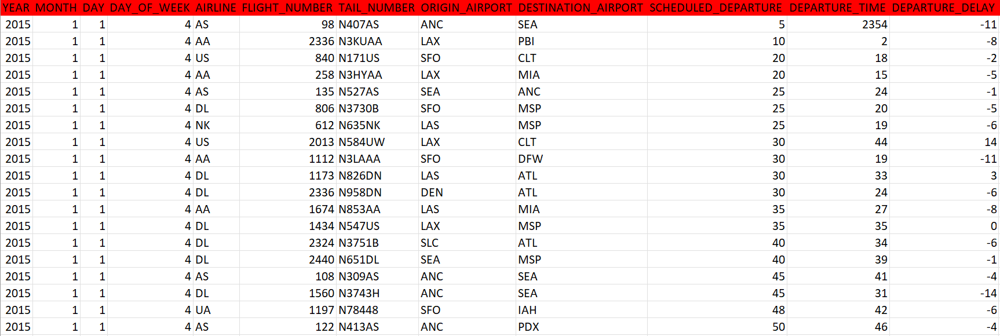 YEAR MONTH DAY DAY_OF_WEEK AIRLINE FLIGHT_NUMBER TAIL_NUMBER ORIGIN_AIRPORT DESTINATION_AIRPORT SCHEDULED_DEPARTURE DEPARTURE_TIME DEPARTURE_DELAY
2015 1 1 4 AS 98 N407AS ANC SEA 5 2354 -11
2015 1 1 4 AA 2336 N3KUAA LAX PBI 10 2 -8
2015 1 1 4 US 840 N171US SFO CLT 20 18 -2
2015 1 1 4 AA 258 N3HYAA LAX MIA 20 15 -5
2015 1 1 4 AS 135 N527AS SEA ANC 25 24 -1
2015 1 1 4 DL 806 N3730B SFO MSP 25 20 -5
2015 1 1 4 NK 612 N635NK LAS MSP 25 19 -6
2015 1 1 4 US 2013 N584UW LAX CLT 30 44 14
2015 1 1 4 AA 1112 N3LAAA SFO DFW 30 19 -11
2015 1 1 4 DL 1173 N826DN LAS ATL 30 33 3
2015 1 1 4 DL 2336 N958DN DEN ATL 30 24 -6
2015 1 1 4 AA 1674 N853AA LAS MIA 35 27 -8
2015 1 1 4 DL 1434 N547US LAX MSP 35 35 0
2015 1 1 4 DL 2324 N3751B SLC ATL 40 34 -6
2015 1 1 4 DL 2440 N651DL SEA MSP 40 39 -1
2015 1 1 4 AS 108 N309AS ANC SEA 45 41 -4
2015 1 1 4 DL 1560 N3743H ANC SEA 45 31 -14
2015 1 1 4 UA 1197 N78448 SFO IAH 48 42 -6
2015 1 1 4 AS 122 N413AS ANC PDX 50 46 -4